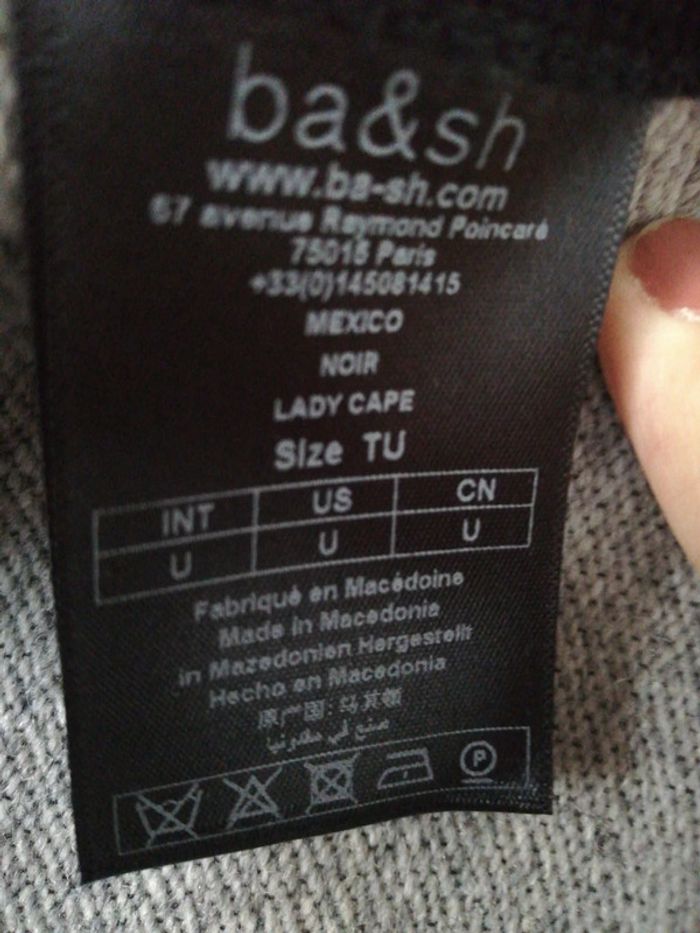 ba&sh
www.ba-sh.com
67 avenue Raymond Poincaré
75016 Paris
+33(0)145081415
MEXICO
NOIR
LADY CAPE
Size TU
INT US CN
U U U
Fabriqué en Macédoine
Made in Macedonia
in Mazedonien Hergestellt
Hecho en Macedonia
原产国:马其顿
صنع في مقدونيا
P